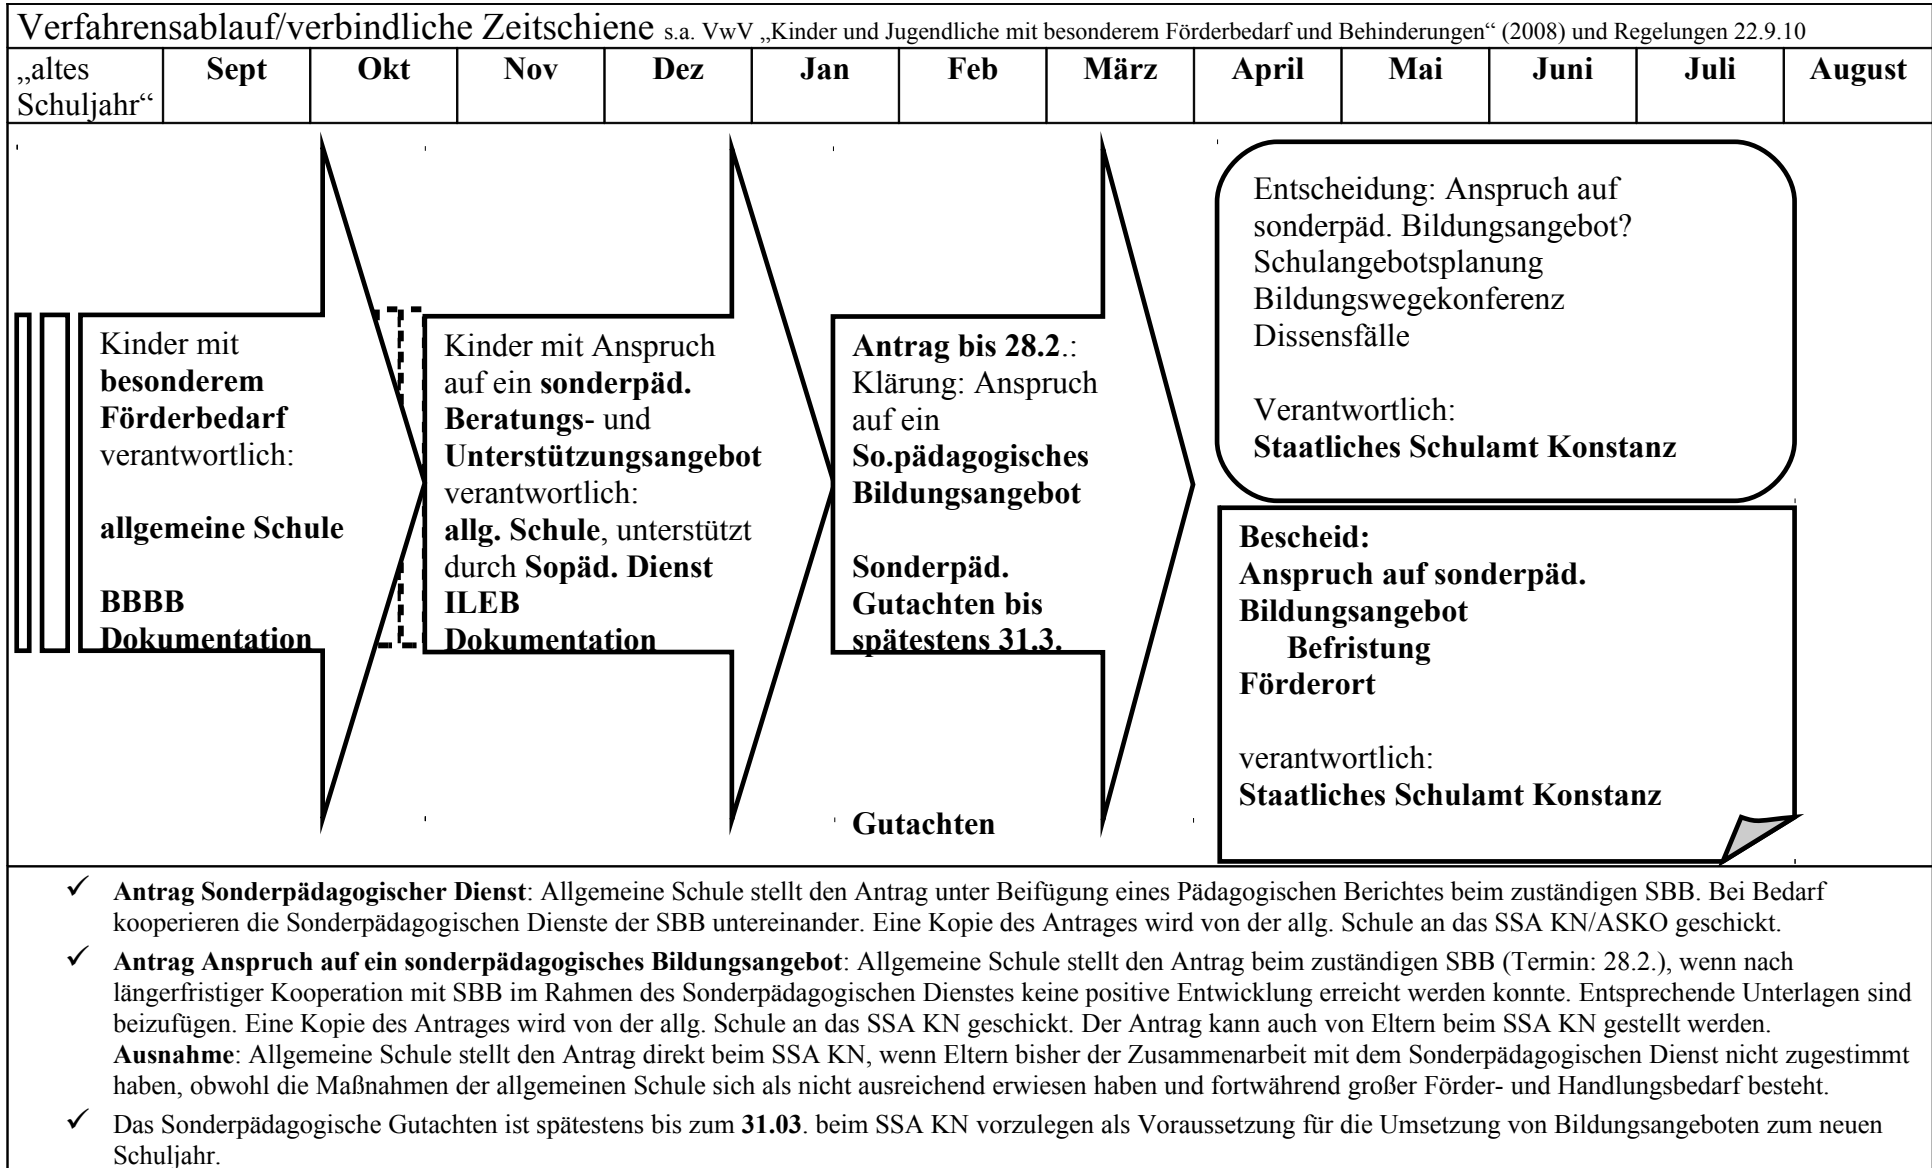 Verfahrensablauf/verbindliche Zeitschiene s.a. VwV „Kinder und Jugendliche mit besonderem Förderbedarf und Behinderungen“ (2008) und Regelungen 22.9.10
„altes
Schuljahr“
Sept
Okt
Nov
Dez
Jan
Feb
März
April
Mai
Juni
Juli
August
Kinder mit
besonderem
Förderbedarf
verantwortlich:
allgemeine Schule
BBBB
Dokumentation
Kinder mit Anspruch
auf ein sonderpäd.
Beratungs- und
Unterstützungsangebot
verantwortlich:
allg. Schule, unterstützt
durch Sopäd. Dienst
ILEB
Dokumentation
Antrag bis 28.2.:
Klärung: Anspruch
auf ein
So.pädagogisches
Bildungsangebot
Sonderpäd.
Gutachten bis
spätestens 31.3.
Gutachten
Entscheidung: Anspruch auf
sonderpäd. Bildungsangebot?
Schulangebotsplanung
Bildungswegekonferenz
Dissensfälle
Verantwortlich:
Staatliches Schulamt Konstanz
Bescheid:
Anspruch auf sonderpäd.
Bildungsangebot
Befristung
Förderort
verantwortlich:
Staatliches Schulamt Konstanz
✓ Antrag Sonderpädagogischer Dienst: Allgemeine Schule stellt den Antrag unter Beifügung eines Pädagogischen Berichtes beim zuständigen SBB. Bei Bedarf
kooperieren die Sonderpädagogischen Dienste der SBB untereinander. Eine Kopie des Antrages wird von der allg. Schule an das SSA KN/ASKO geschickt.
✓ Antrag Anspruch auf ein sonderpädagogisches Bildungsangebot: Allgemeine Schule stellt den Antrag beim zuständigen SBB (Termin: 28.2.), wenn nach
längerfristiger Kooperation mit SBB im Rahmen des Sonderpädagogischen Dienstes keine positive Entwicklung erreicht werden konnte. Entsprechende Unterlagen sind
beizufügen. Eine Kopie des Antrages wird von der allg. Schule an das SSA KN geschickt. Der Antrag kann auch von Eltern beim SSA KN gestellt werden.
Ausnahme: Allgemeine Schule stellt den Antrag direkt beim SSA KN, wenn Eltern bisher der Zusammenarbeit mit dem Sonderpädagogischen Dienst nicht zugestimmt
haben, obwohl die Maßnahmen der allgemeinen Schule sich als nicht ausreichend erwiesen haben und fortwährend großer Förder- und Handlungsbedarf besteht.
✓ Das Sonderpädagogische Gutachten ist spätestens bis zum 31.03. beim SSA KN vorzulegen als Voraussetzung für die Umsetzung von Bildungsangeboten zum neuen
Schuljahr.